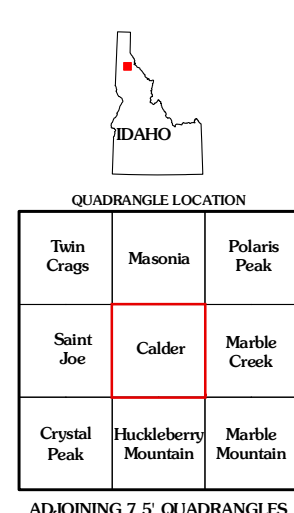 IDAHO
QUADRANGLE LOCATION
Twin
Crags
Masonia
Polaris
Peak
Saint
Joe
Calder
Marble
Creek
Crystal
Peak
Huckleberry
Mountain
Marble
Mountain
ADJOINING 7.5' QUADRANGLES